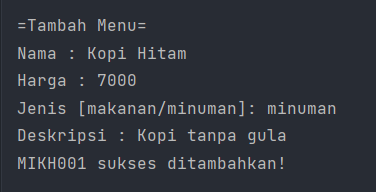 =Tambah Menu=
Nama : Kopi Hitam
Harga : 7000
Jenis [makanan/minuman]: minuman
Deskripsi : Kopi tanpa gula
MIKH001 sukses ditambahkan!